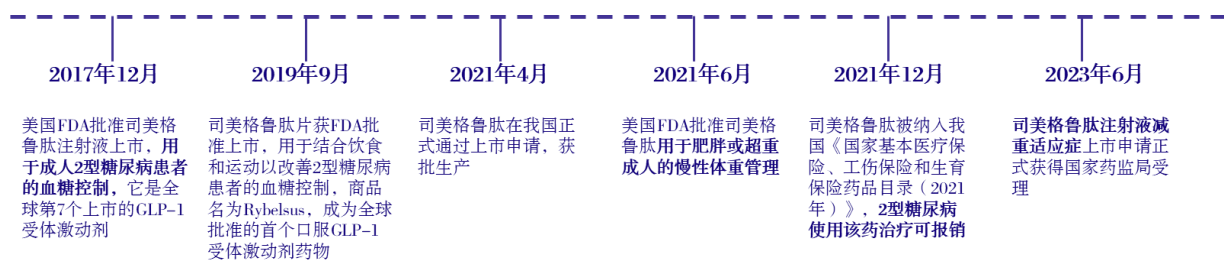 2017年12月
美国FDA批准司美格
鲁肽注射液上市，用
于成人2型糖尿病患者
的血糖控制，它是全
球第7个上市的GLP-1
受体激动剂
2019年9月
司美格鲁肽片获FDA批
准上市，用于结合饮食
和运动以改善2型糖尿病
患者的血糖控制，商品
名为Rybelsus，成为全球
批准的首个口服GLP-1
受体激动剂药物
2021年4月
司美格鲁肽在我国正
式通过上市申请，获
批生产
2021年6月
美国FDA批准司美格
鲁肽用于肥胖或超重
成人的慢性体重管理
2021年12月
司美格鲁肽被纳入我
国《国家基本医疗保
险、工伤保险和生育
保险药品目录（2021
年）》，2型糖尿病
使用该药治疗可报销
2023年6月
司美格鲁肽注射液减
重适应症上市申请正
式获得国家药监局受
理